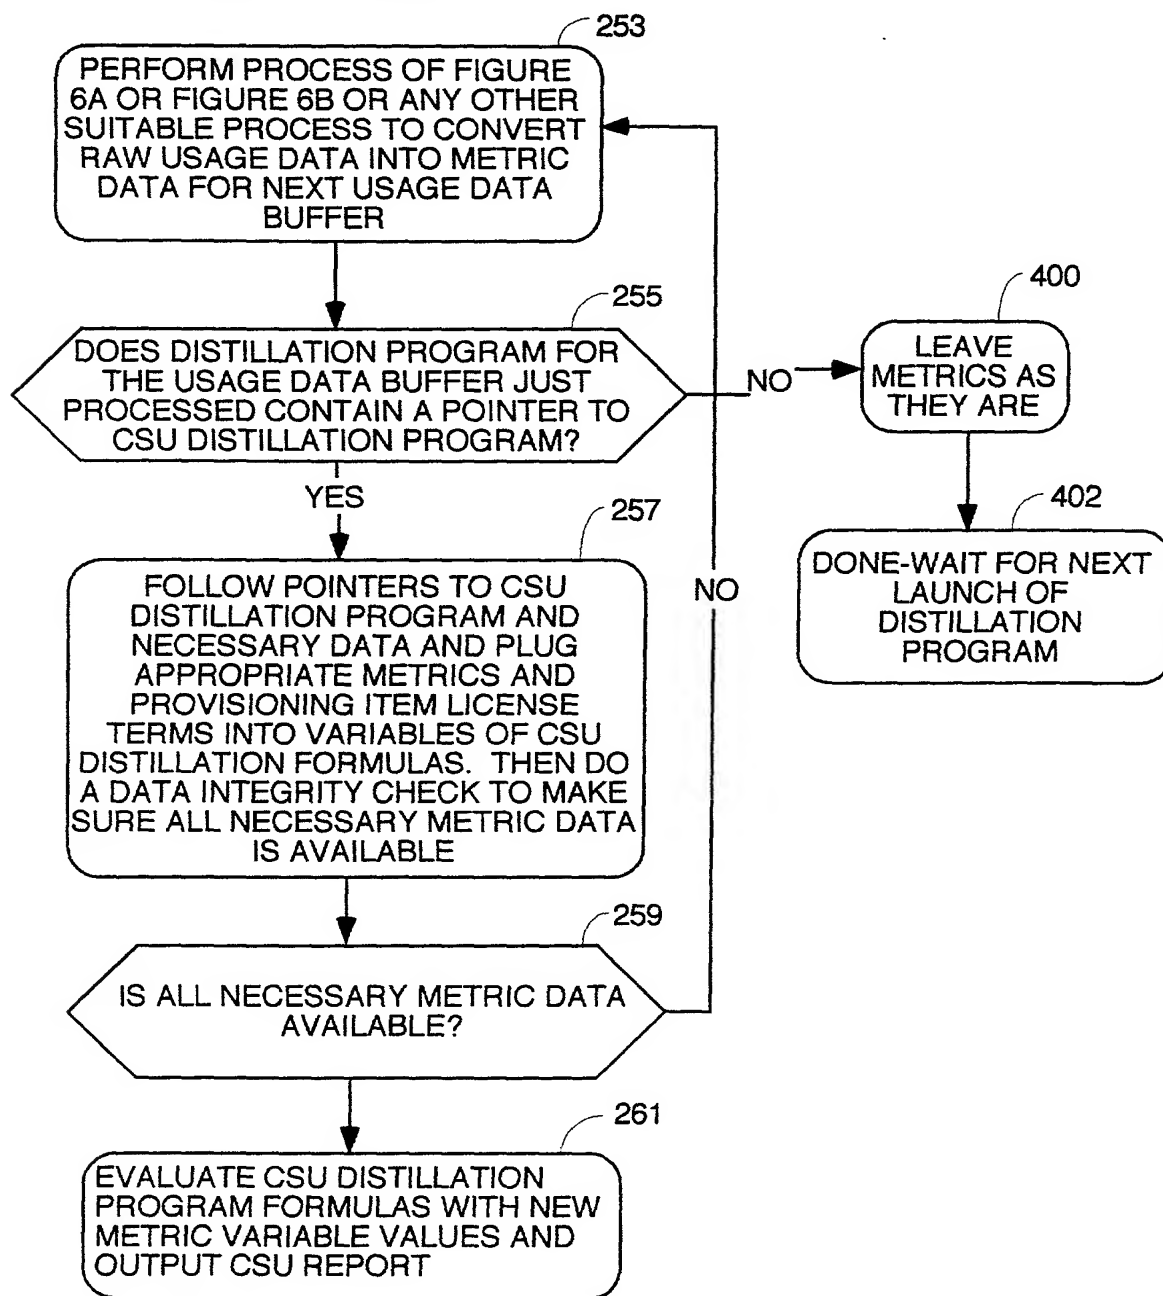 253
PERFORM PROCESS OF FIGURE
6A OR FIGURE 6B OR ANY OTHER
SUITABLE PROCESS TO CONVERT
RAW USAGE DATA INTO METRIC
DATA FOR NEXT USAGE DATA
BUFFER
255
DOES DISTILLATION PROGRAM FOR
THE USAGE DATA BUFFER JUST
PROCESSED CONTAIN A POINTER TO
CSU DISTILLATION PROGRAM?
NO
400
LEAVE
METRICS AS
THEY ARE
402
DONE-WAIT FOR NEXT
LAUNCH OF
DISTILLATION
PROGRAM
YES
257
FOLLOW POINTERS TO CSU
DISTILLATION PROGRAM AND
NECESSARY DATA AND PLUG
APPROPRIATE METRICS AND
PROVISIONING ITEM LICENSE
TERMS INTO VARIABLES OF CSU
DISTILLATION FORMULAS. THEN DO
A DATA INTEGRITY CHECK TO MAKE
SURE ALL NECESSARY METRIC DATA
IS AVAILABLE
NO
259
IS ALL NECESSARY METRIC DATA
AVAILABLE?
261
EVALUATE CSU DISTILLATION
PROGRAM FORMULAS WITH NEW
METRIC VARIABLE VALUES AND
OUTPUT CSU REPORT